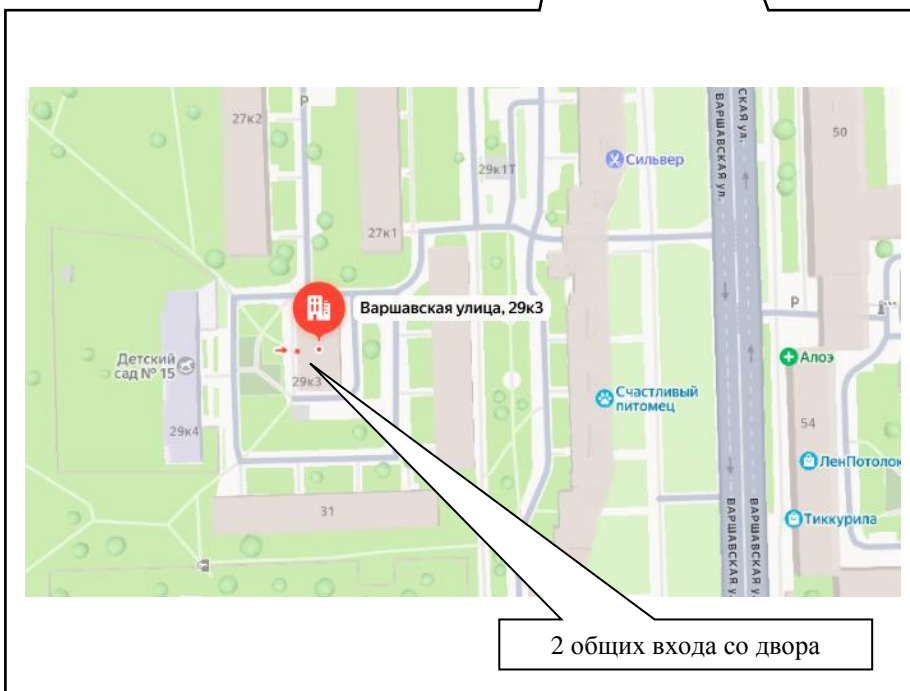 27к2
Р
27к1
29к1Т
Сильвер
ВАРШАВСКАЯ ул.
СКАЯ ул.
50
Варшавская улица, 29к3
Р
Детский
сад № 15
29к3
29к4
Алоэ
Счастливый
питомец
54
ЛенПотолок
31
Тиккурила
ВАРШАВСКАЯ У
ВАРШАВСКАЯ У.
2 общих входа со двора